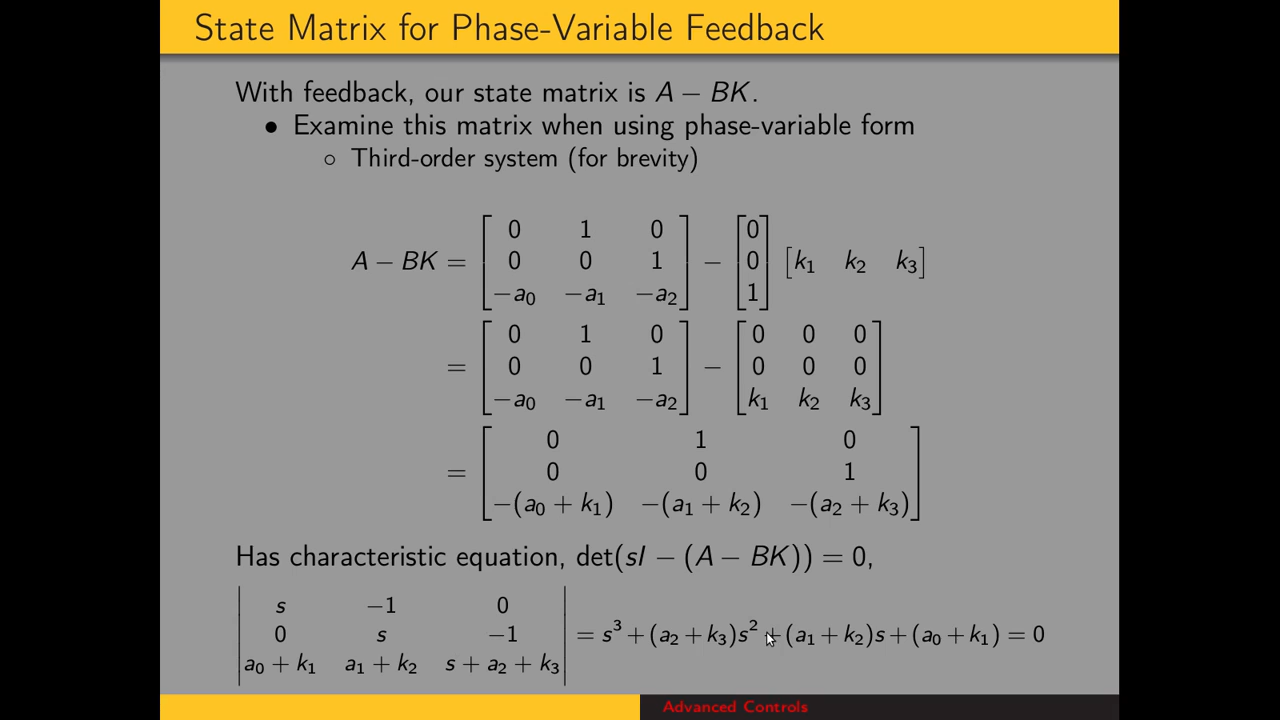 State Matrix for Phase-Variable Feedback
With feedback, our state matrix is A − BK.
• Examine this matrix when using phase-variable form
◦ Third-order system (for brevity)
A − BK = [0 1 0; 0 0 1; −a₀ −a₁ −a₂] − [0; 0; 1] [k₁ k₂ k₃]
= [0 1 0; 0 0 1; −a₀ −a₁ −a₂] − [0 0 0; 0 0 0; k₁ k₂ k₃]
= [0 1 0; 0 0 1; −(a₀ + k₁) −(a₁ + k₂) −(a₂ + k₃)]
Has characteristic equation, det(sI − (A − BK)) = 0,
|s −1 0; 0 s −1; a₀ + k₁ a₁ + k₂ s + a₂ + k₃| = s³ + (a₂ + k₃)s² + (a₁ + k₂)s + (a₀ + k₁) = 0
Advanced Controls